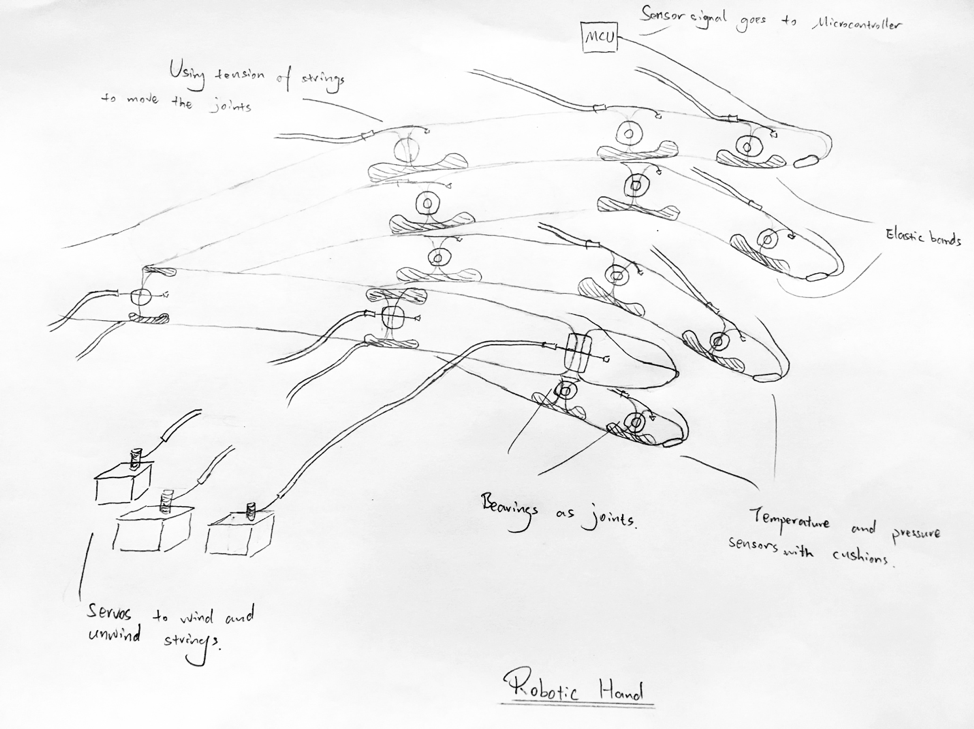 Sensor signal goes to Microcontroller
MCU
Using tension of strings
to move the joints
Elastic bands
Bearings as joints.
Temperature and pressure
sensors with cushions.
Servos to wind and
unwind strings.
Robotic Hand